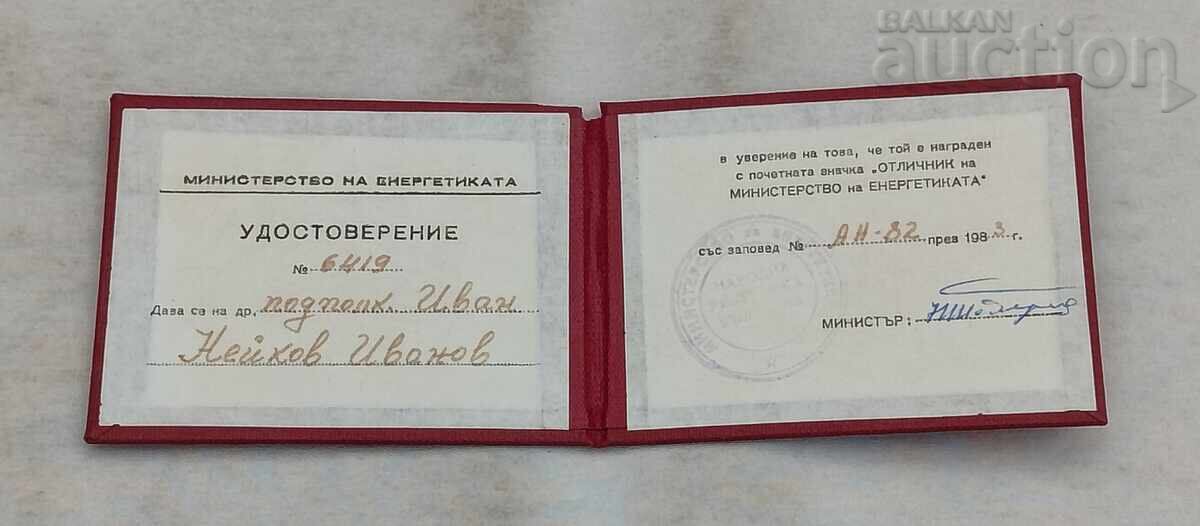 BALKAN
auction
МИНИСТЕРСТВО НА ЕНЕРГЕТИКАТА
УДОСТОВЕРЕНИЕ
№ 6419
Дава се на др. подполк. Иван
Нейков Иванов
в уверение на това, че той е награден
с почетната значка „ОТЛИЧНИК на
МИНИСТЕРСТВО на ЕНЕРГЕТИКАТА"
със заповед № АН-82 през 1983 г.
МИНИСТЪР: